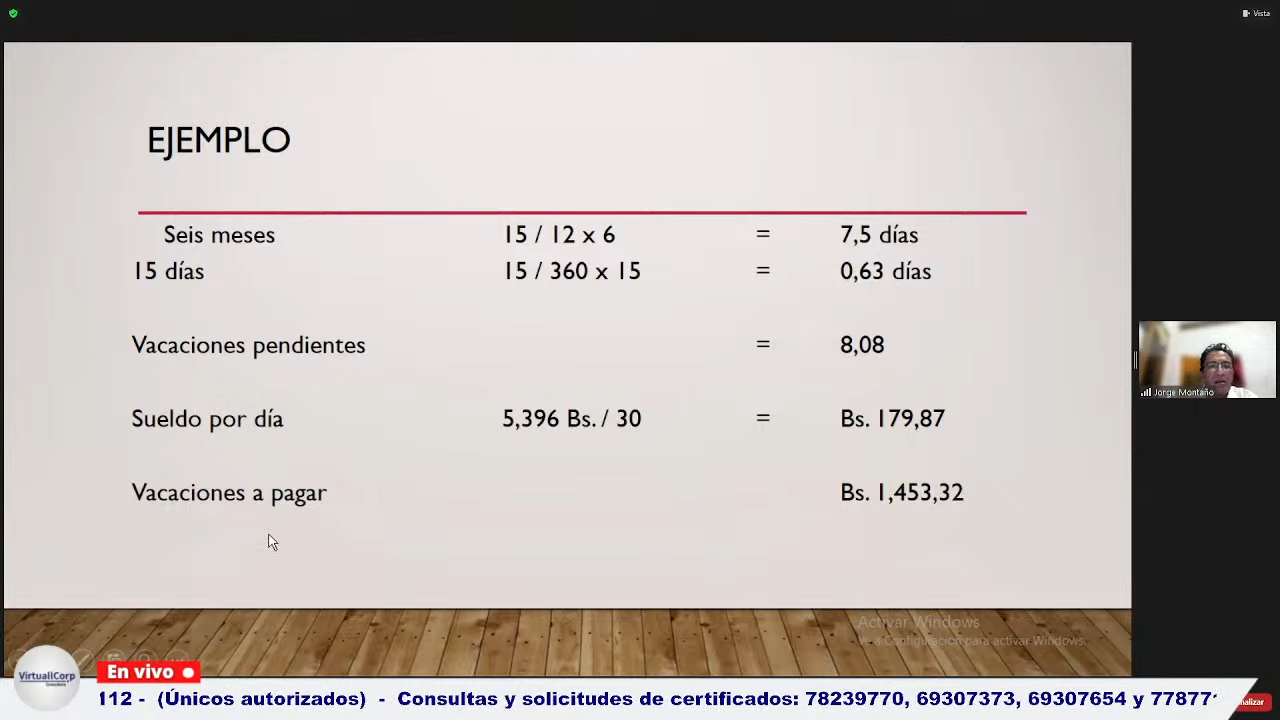 Vista
EJEMPLO
Seis meses 15 / 12 x 6 = 7,5 días
15 días 15 / 360 x 15 = 0,63 días
Vacaciones pendientes = 8,08
Sueldo por día 5,396 Bs. / 30 = Bs. 179,87
Vacaciones a pagar Bs. 1,453,32
Jorge Montaño
Activar Windows
Ve a Configuración para activar Windows.
VirtualiCorp
En vivo
112 - (Únicos autorizados) - Consultas y solicitudes de certificados: 78239770, 69307373, 69307654 y 77877